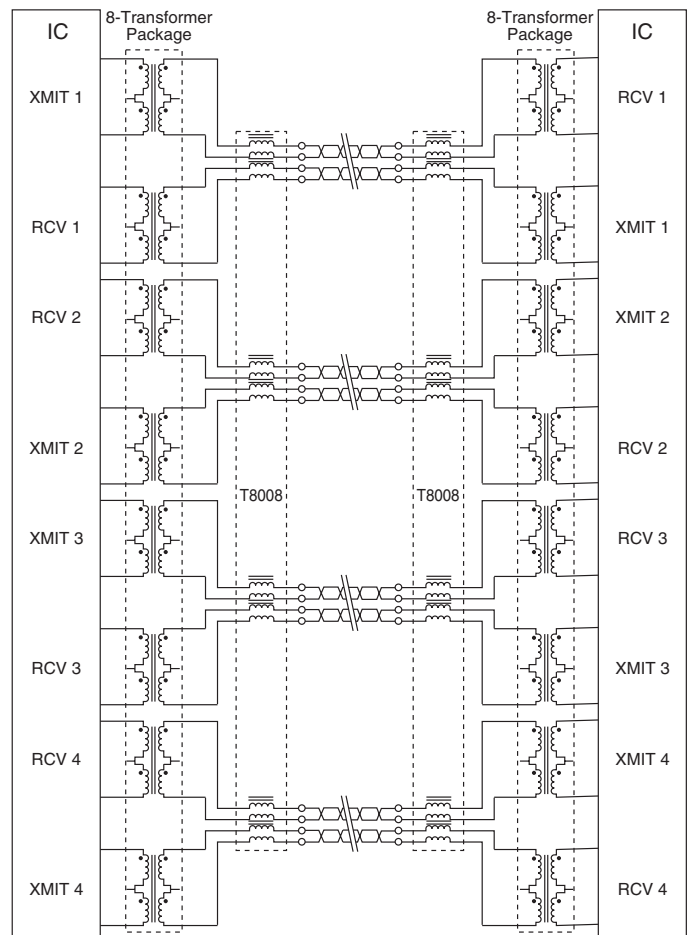 8-Transformer
Package
8-Transformer
Package
IC
IC
XMIT 1
RCV 1
RCV 1
XMIT 1
RCV 2
XMIT 2
XMIT 2
RCV 2
T8008
T8008
XMIT 3
RCV 3
RCV 3
XMIT 3
RCV 4
XMIT 4
XMIT 4
RCV 4